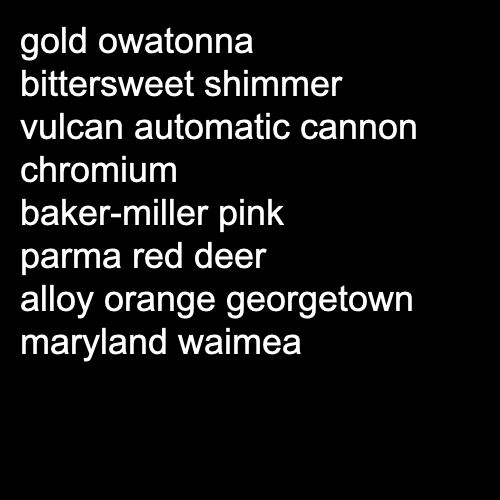 gold owatonna
bittersweet shimmer
vulcan automatic cannon
chromium
baker-miller pink
parma red deer
alloy orange georgetown
maryland waimea